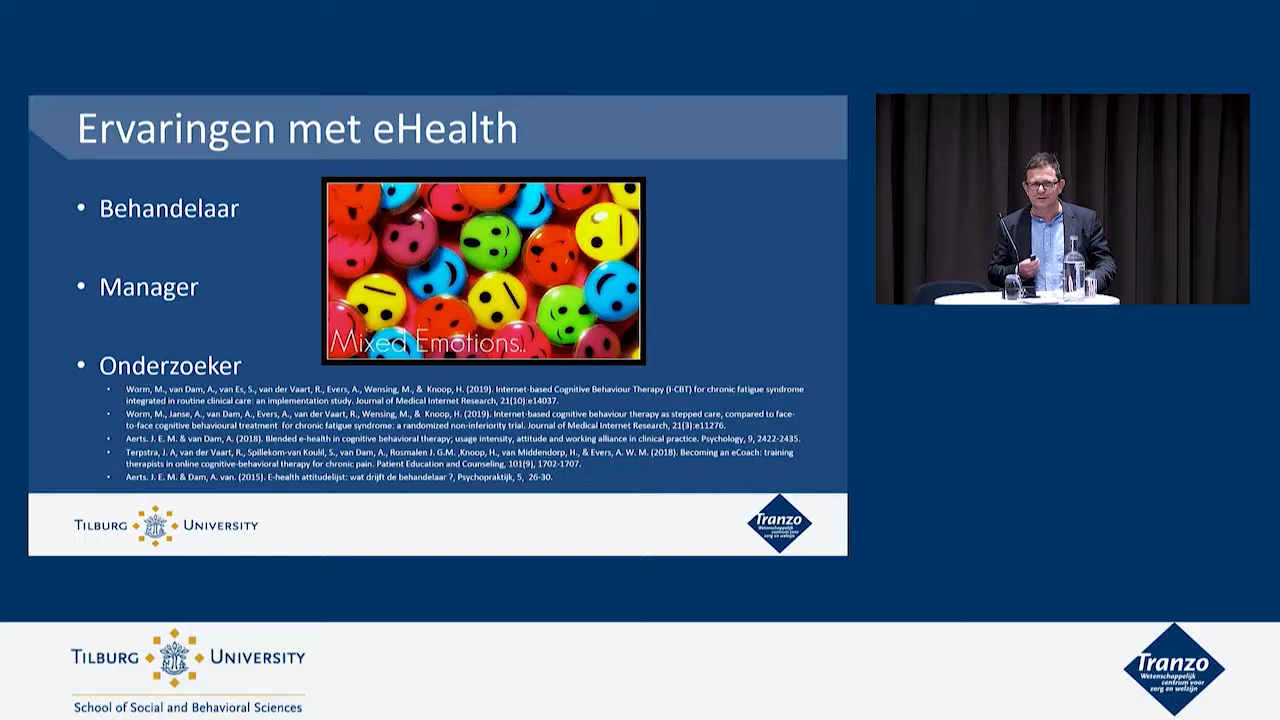 Ervaringen met eHealth
• Behandelaar
• Manager
Mixed Emotions..
• Onderzoeker
• Worm, M., van Dam, A., van Es, S., van der Vaart, R., Evers, A., Wensing, M., & Knoop, H. (2019). Internet-based Cognitive Behaviour Therapy (I-CBT) for chronic fatigue syndrome
integrated in routine clinical care: an implementation study. Journal of Medical Internet Research, 21(10):e14037.
• Worm, M., Janse, A., van Dam, A., Evers, A., van der Vaart, R., Wensing, M., & Knoop, H. (2019). Internet-based cognitive behaviour therapy as stepped care, compared to face-
to-face cognitive behavioural treatment for chronic fatigue syndrome: a randomized non-inferiority trial. Journal of Medical Internet Research, 21(3):e11276.
• Aerts. J. E. M. & van Dam, A. (2018). Blended e-health in cognitive behavioral therapy; usage intensity, attitude and working alliance in clinical practice. Psychology, 9, 2422-2435.
• Terpstra, J. A, van der Vaart, R., Spillekom-van Koulil, S., van Dam, A., Rosmalen J. G.M. ,Knoop, H., van Middendorp, H., & Evers, A. W. M. (2018). Becoming an eCoach: training
therapists in online cognitive-behavioral therapy for chronic pain. Patient Education and Counseling, 101(9), 1702-1707.
• Aerts. J. E. M. & Dam, A. van. (2015). E-health attitudelijst: wat drijft de behandelaar ?, Psychopraktijk, 5, 26-30.
TILBURG UNIVERSITY
Tranzo
Wetenschappelijk
centrum voor
zorg en welzijn
TILBURG UNIVERSITY
School of Social and Behavioral Sciences
Tranzo
Wetenschappelijk
centrum voor
zorg en welzijn